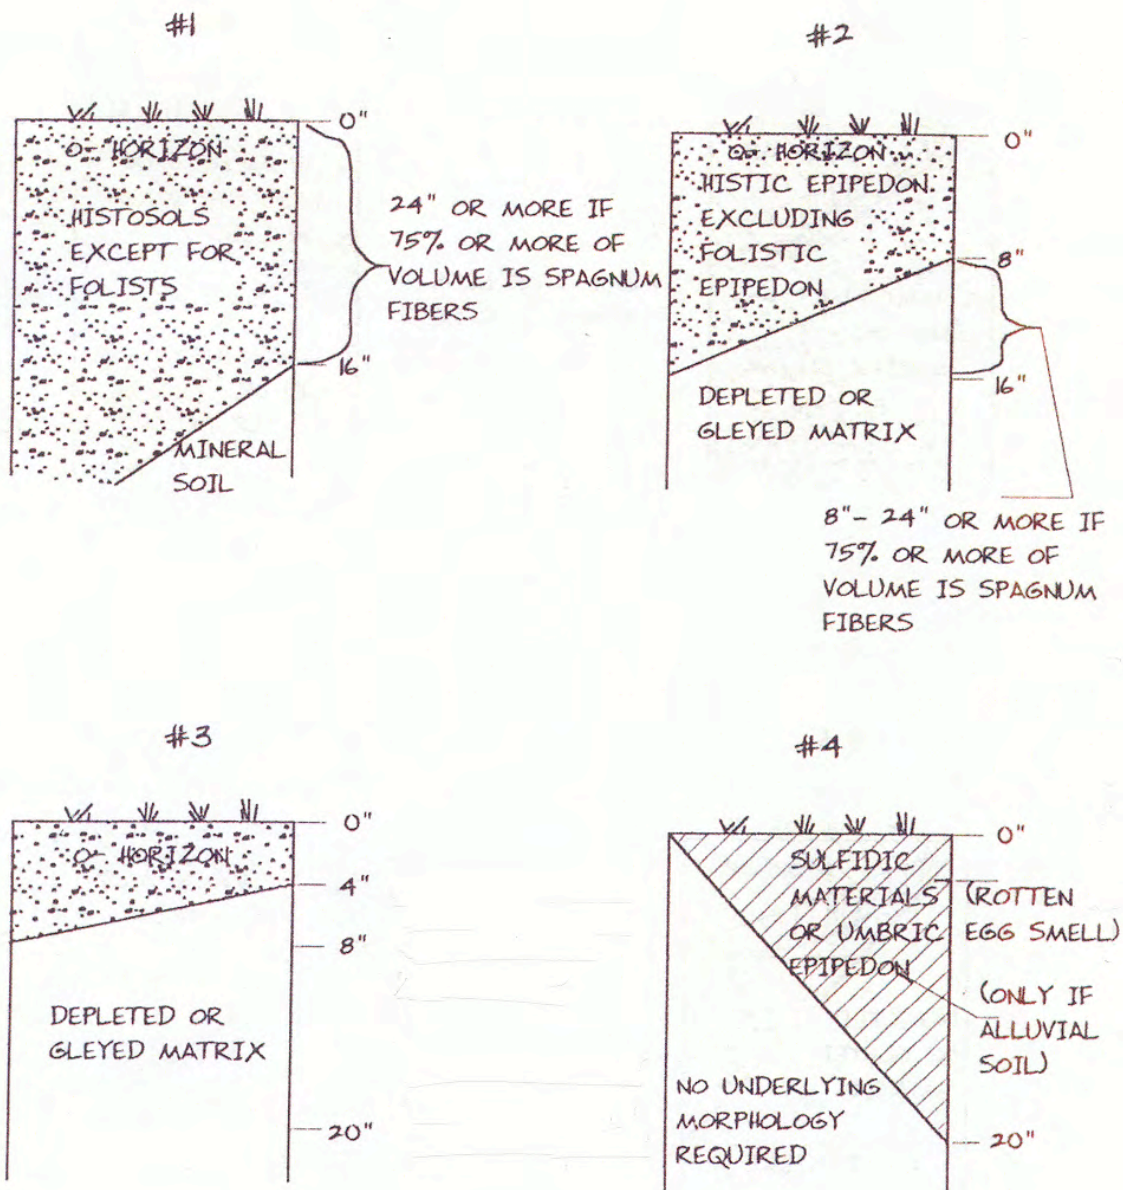 #1
0"
O- HORIZON
HISTOSOLS
EXCEPT FOR
FOLISTS
24" OR MORE IF
75% OR MORE OF
VOLUME IS SPAGNUM
FIBERS
16"
MINERAL
SOIL
#2
0"
O- HORIZON
HISTIC EPIPEDON
EXCLUDING
FOLISTIC
EPIPEDON
8"
16"
DEPLETED OR
GLEYED MATRIX
8"- 24" OR MORE IF
75% OR MORE OF
VOLUME IS SPAGNUM
FIBERS
#3
0"
O- HORIZON
4"
8"
DEPLETED OR
GLEYED MATRIX
20"
#4
0"
SULFIDIC
MATERIALS
OR UMBRIC
EPIPEDON
(ROTTEN
EGG SMELL)
(ONLY IF
ALLUVIAL
SOIL)
NO UNDERLYING
MORPHOLOGY
REQUIRED
20"